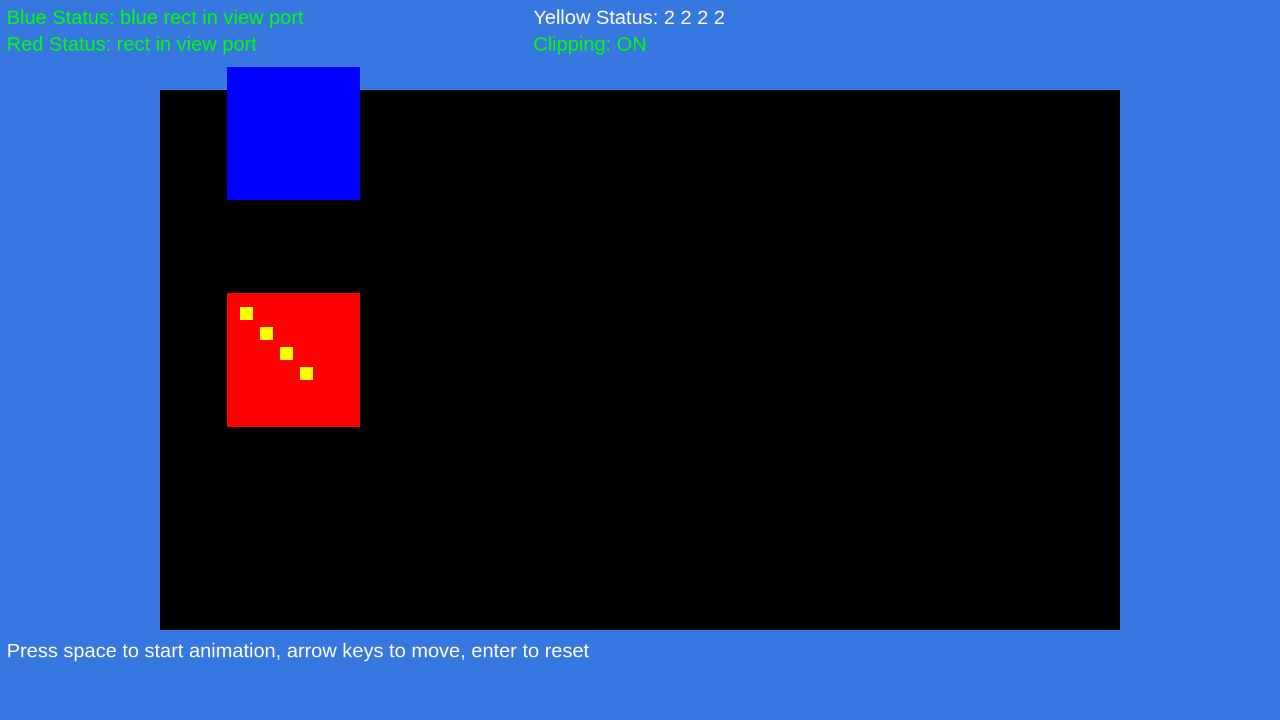 Blue Status: blue rect in view port
Yellow Status: 2 2 2 2
Red Status: rect in view port
Clipping: ON
Press space to start animation, arrow keys to move, enter to reset